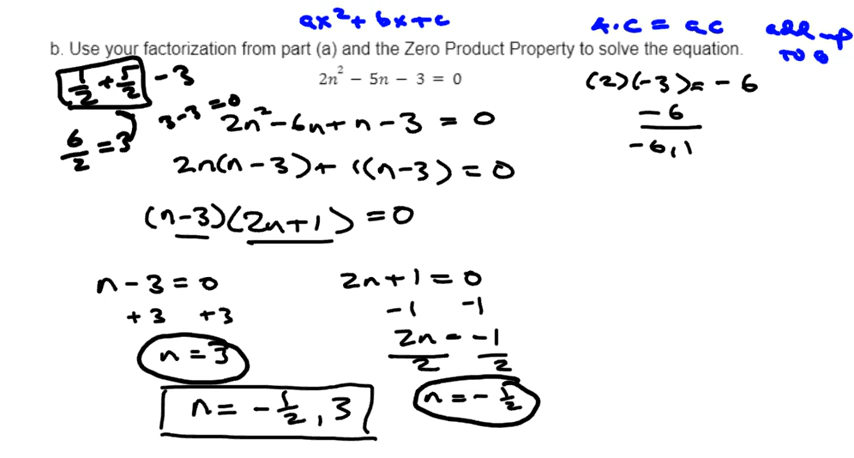 ax² + bx + c
A·C = ac
add up
to b
b. Use your factorization from part (a) and the Zero Product Property to solve the equation.
2n² − 5n − 3 = 0
1/2 + 5/2 − 3
6/2 = 3
3−3=0
(2)(−3) = −6
−6
−6, 1
2n² − 6n + n − 3 = 0
2n(n − 3) + 1(n − 3) = 0
(n − 3)(2n + 1) = 0
n − 3 = 0
+3 +3
n = 3
2n + 1 = 0
−1 −1
2n = −1
2 2
n = −1/2
n = −1/2, 3